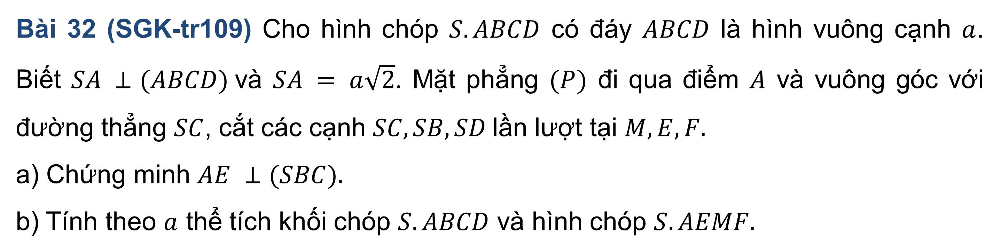 Bài 32 (SGK-tr109) Cho hình chóp S.ABCD có đáy ABCD là hình vuông cạnh a.
Biết SA ⊥ (ABCD) và SA = a√2. Mặt phẳng (P) đi qua điểm A và vuông góc với
đường thẳng SC, cắt các cạnh SC, SB, SD lần lượt tại M, E, F.
a) Chứng minh AE ⊥ (SBC).
b) Tính theo a thể tích khối chóp S.ABCD và hình chóp S.AEMF.